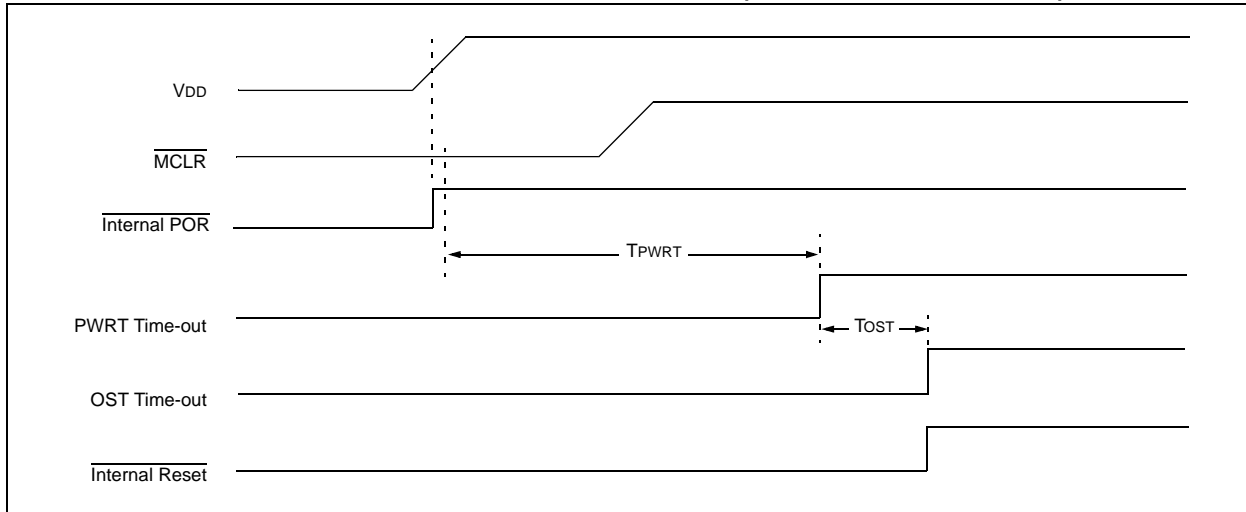 VDD
MCLR
Internal POR
TPWRT
PWRT Time-out
TOST
OST Time-out
Internal Reset